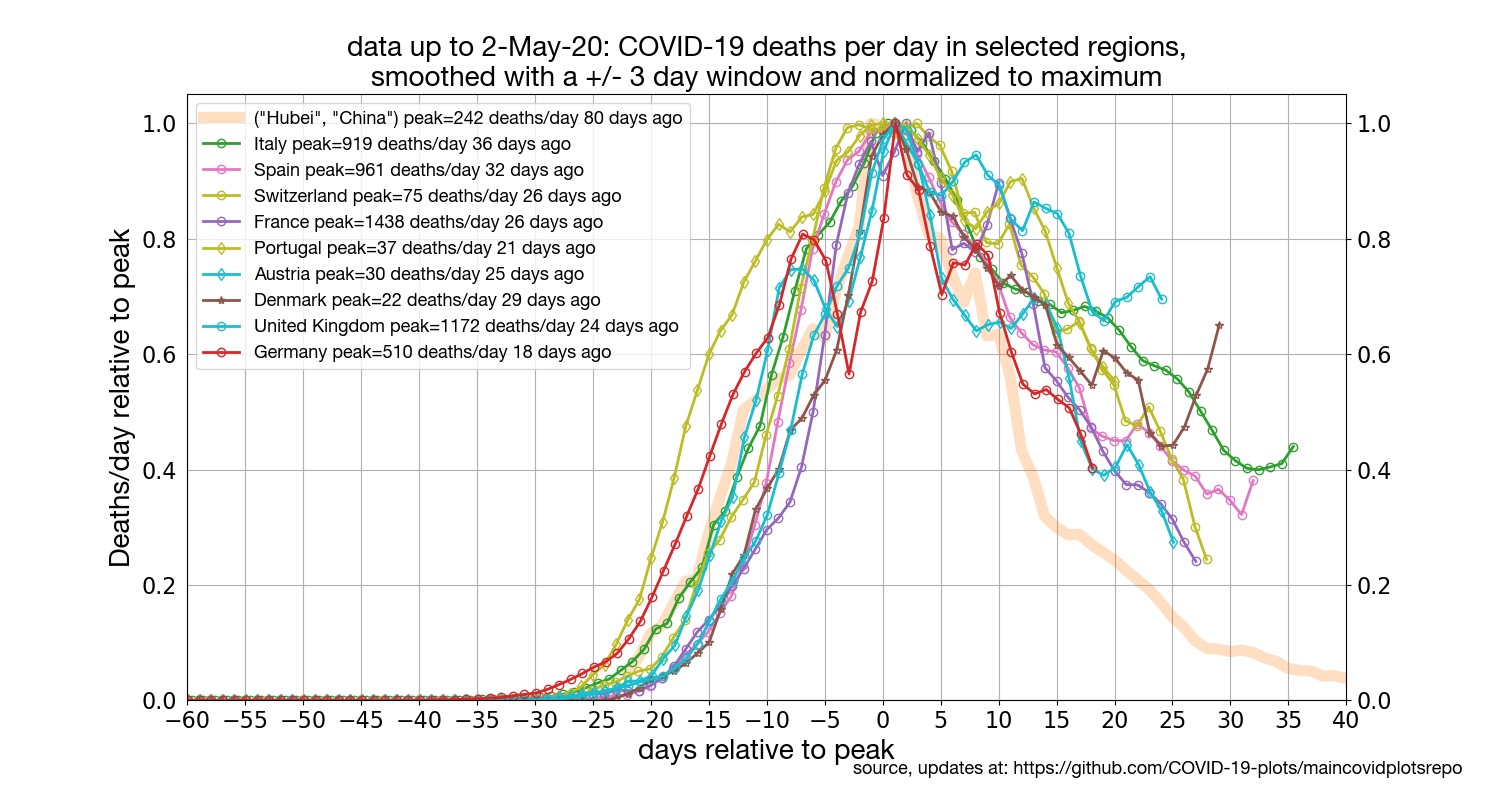 data up to 2-May-20: COVID-19 deaths per day in selected regions,
smoothed with a +/- 3 day window and normalized to maximum
("Hubei", "China") peak=242 deaths/day 80 days ago
Italy peak=919 deaths/day 36 days ago
Spain peak=961 deaths/day 32 days ago
Switzerland peak=75 deaths/day 26 days ago
France peak=1438 deaths/day 26 days ago
Portugal peak=37 deaths/day 21 days ago
Austria peak=30 deaths/day 25 days ago
Denmark peak=22 deaths/day 29 days ago
United Kingdom peak=1172 deaths/day 24 days ago
Germany peak=510 deaths/day 18 days ago
Deaths/day relative to peak
1.0
0.8
0.6
0.4
0.2
0.0
1.0
0.8
0.6
0.4
0.2
0.0
−60 −55 −50 −45 −40 −35 −30 −25 −20 −15 −10 −5 0 5 10 15 20 25 30 35 40
days relative to peak
source, updates at: https://github.com/COVID-19-plots/maincovidplotsrepo